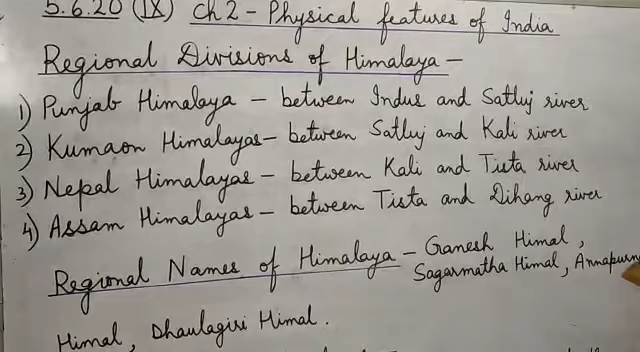 5.6.20 (IX) Ch 2 - Physical features of India
Regional Divisions of Himalaya -
1) Punjab Himalaya - between Indus and Satluj river
2) Kumaon Himalayas - between Satluj and Kali river
3) Nepal Himalayas - between Kali and Tista river
4) Assam Himalayas - between Tista and Dihang river
Regional Names of Himalaya - Ganesh Himal,
Sagarmatha Himal, Annapurn
Himal, Dhaulagiri Himal.